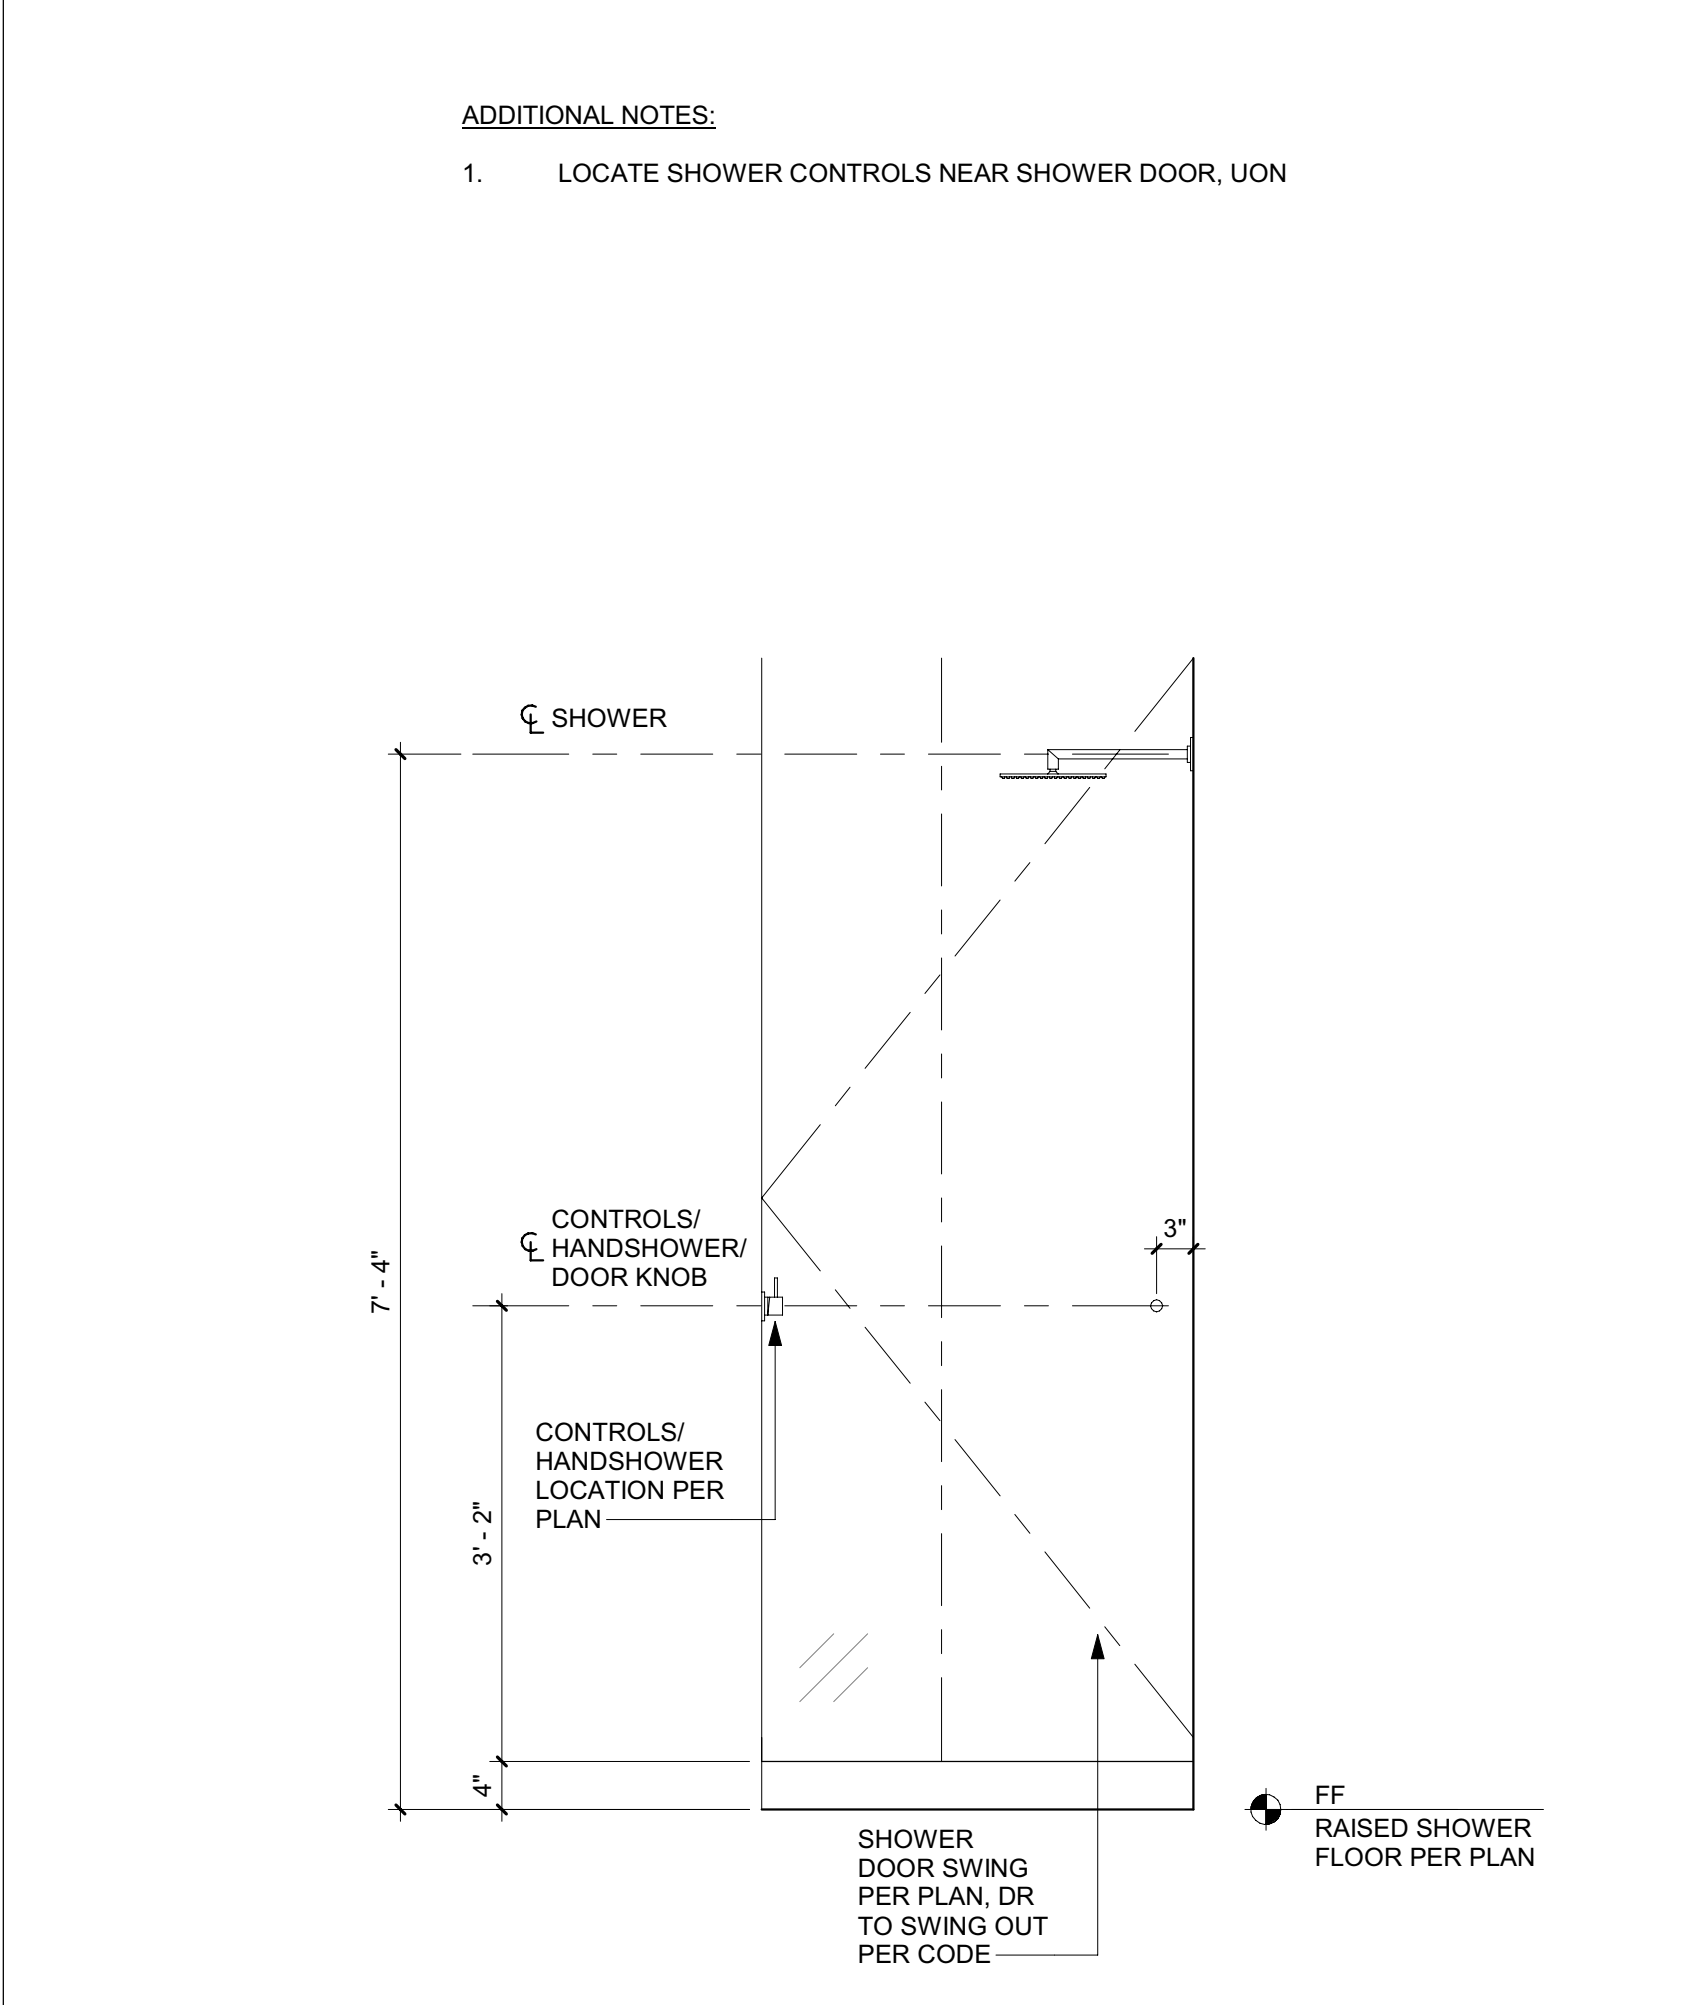 ADDITIONAL NOTES:
1. LOCATE SHOWER CONTROLS NEAR SHOWER DOOR, UON
℄ SHOWER
CONTROLS/
℄ HANDSHOWER/
DOOR KNOB
3"
7' - 4"
CONTROLS/
HANDSHOWER
LOCATION PER
PLAN
3' - 2"
4"
FF
RAISED SHOWER
FLOOR PER PLAN
SHOWER
DOOR SWING
PER PLAN, DR
TO SWING OUT
PER CODE